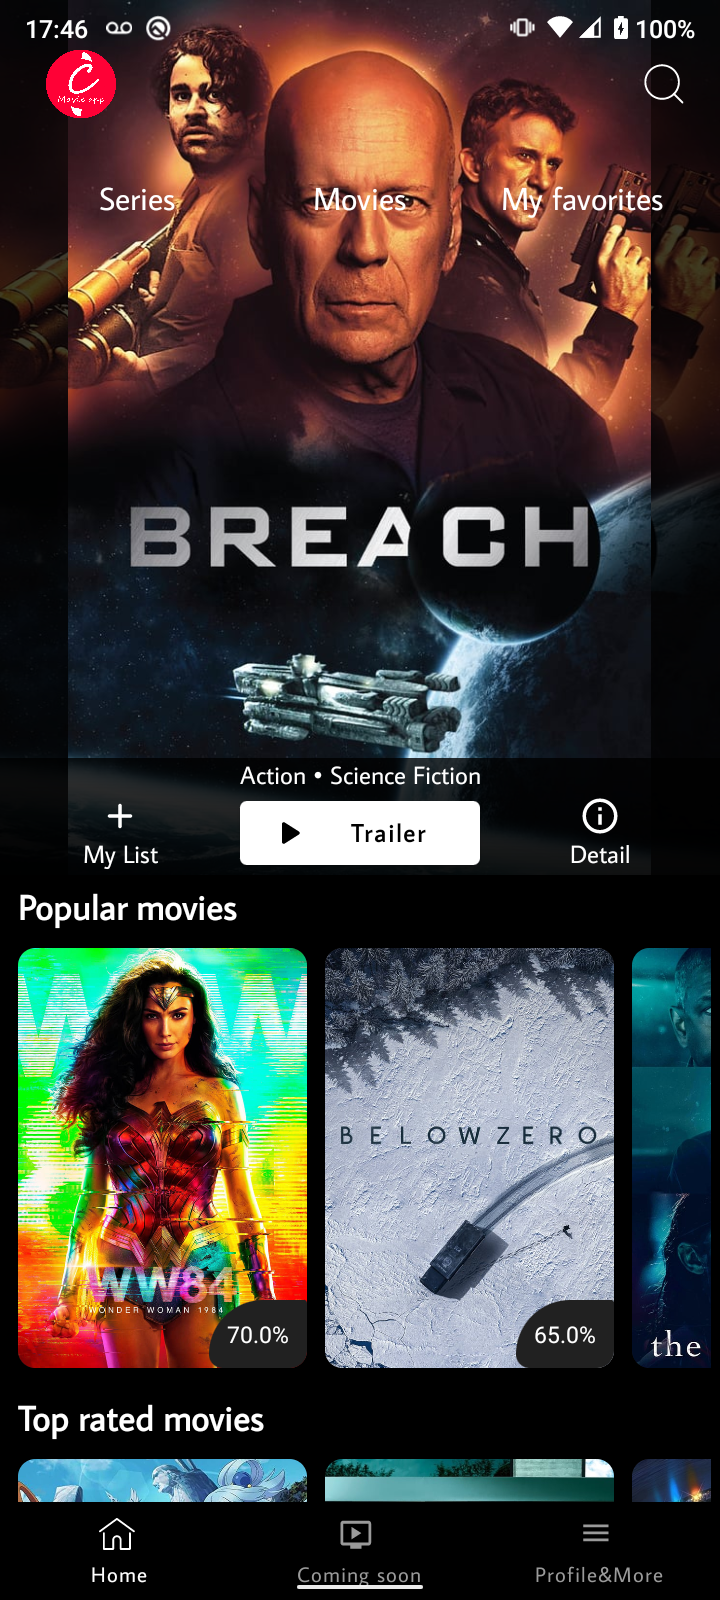 17:46
100%
Movie app
Series
Movies
My favorites
BREACH
Action • Science Fiction
My List
Trailer
Detail
Popular movies
WW84
WONDER WOMAN 1984
70.0%
BELOW ZERO
65.0%
the
Top rated movies
Home
Coming soon
Profile&More